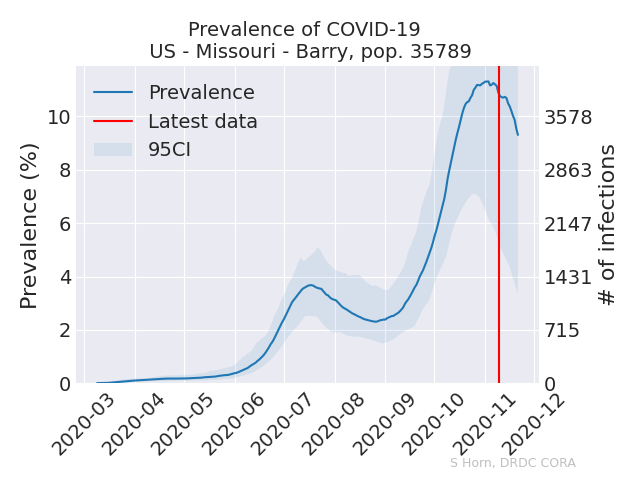 Prevalence of COVID-19
US - Missouri - Barry, pop. 35789
Prevalence
Latest data
95CI
Prevalence (%)
10
8
6
4
2
0
3578
2863
2147
1431
715
0
# of infections
2020-03
2020-04
2020-05
2020-06
2020-07
2020-08
2020-09
2020-10
2020-11
2020-12
S Horn, DRDC CORA